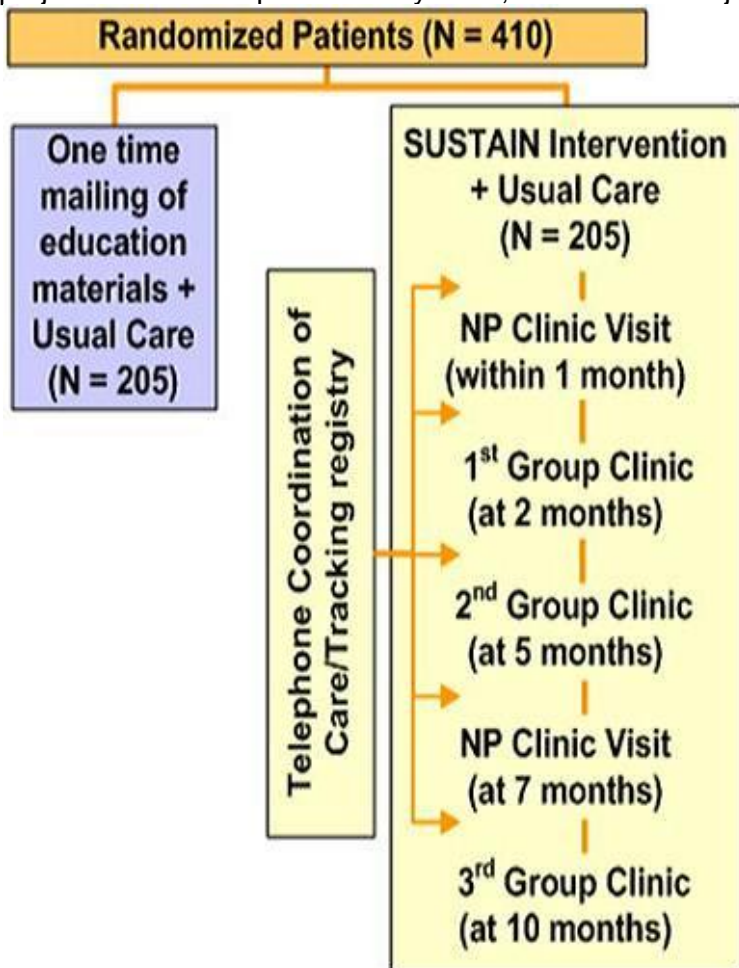 Randomized Patients (N = 410)
One time
mailing of
education
materials +
Usual Care
(N = 205)
Telephone Coordination of
Care/Tracking registry
SUSTAIN Intervention
+ Usual Care
(N = 205)
NP Clinic Visit
(within 1 month)
1st Group Clinic
(at 2 months)
2nd Group Clinic
(at 5 months)
NP Clinic Visit
(at 7 months)
3rd Group Clinic
(at 10 months)